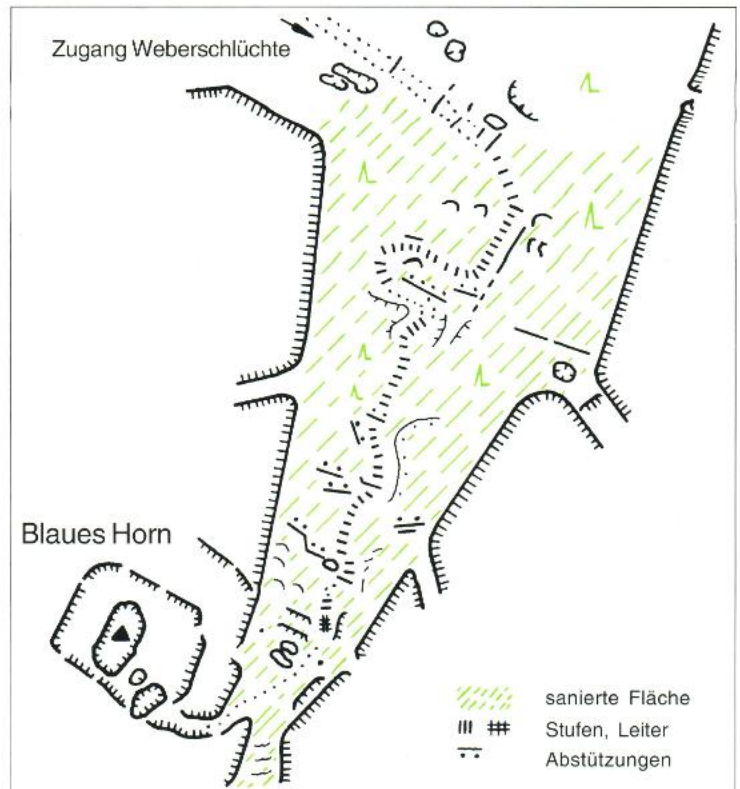 Zugang Weberschlüchte
Blaues Horn
sanierte Fläche
Stufen, Leiter
Abstützungen